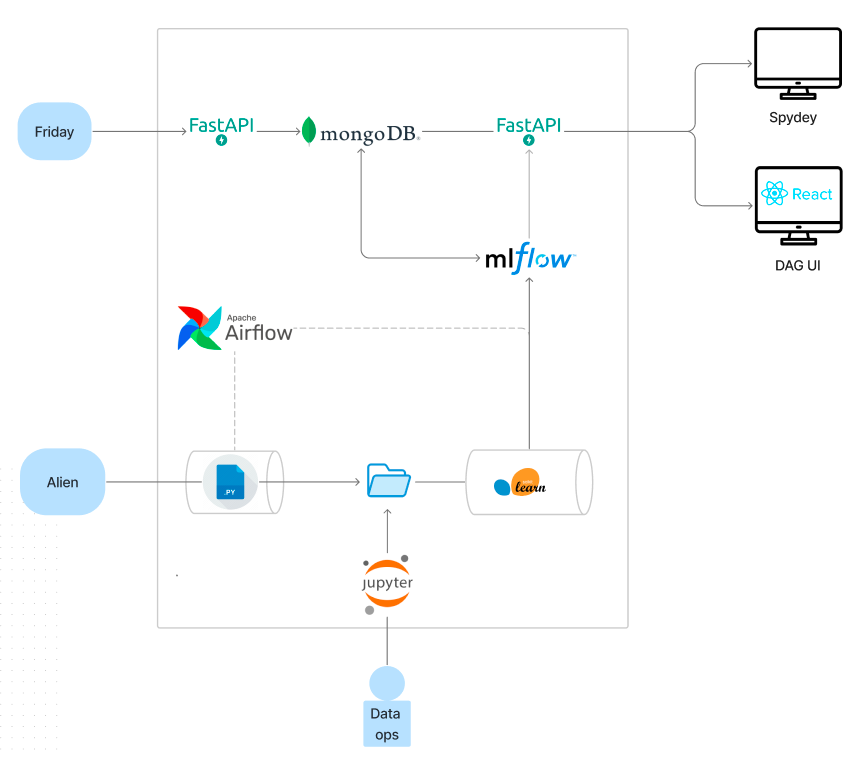 Spydey
Friday
FastAPI
mongoDB
FastAPI
React
DAG UI
mlflow
Apache
Airflow
Alien
.PY
learn
jupyter
Data
ops